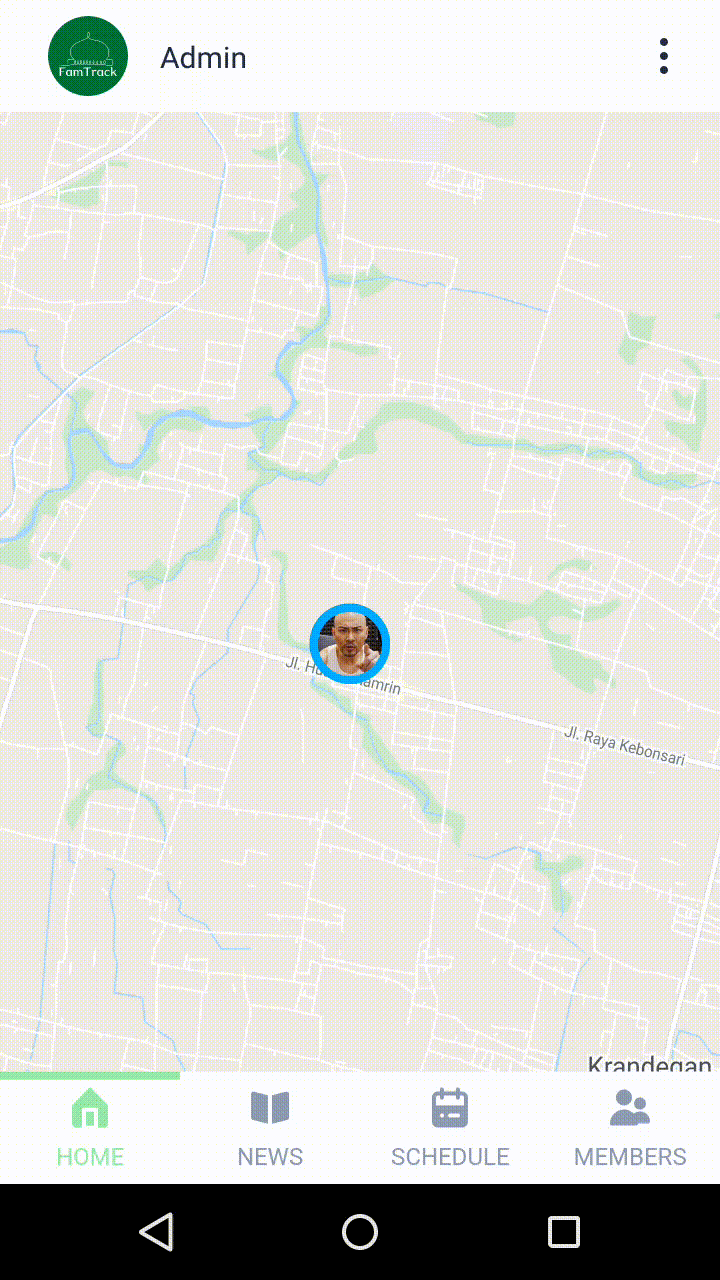 FamTrack
Admin
Jl. Raya Kebonsari
Krandegan
HOME
NEWS
SCHEDULE
MEMBERS